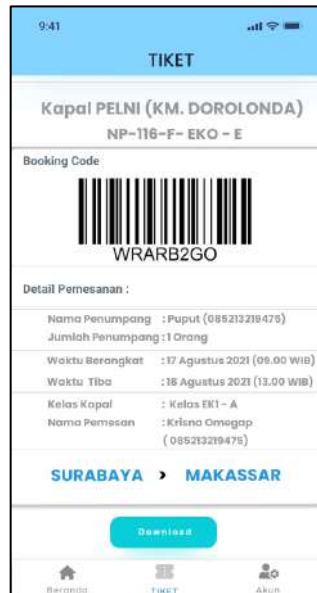 9:41
TIKET
Kapal PELNI (KM. DOROLONDA)
NP-116-F- EKO - E
Booking Code
WRARB2GO
Detail Pemesanan :
Nama Penumpang : Puput (085213219475)
Jumlah Penumpang : 1 Orang
Waktu Berangkat : 17 Agustus 2021 (09.00 WIB)
Waktu Tiba : 18 Agustus 2021 (13.00 WIB)
Kelas Kapal : Kelas EK1 - A
Nama Pemesan : Krisna Omegap
( 085213219475)
SURABAYA > MAKASSAR
Download
Beranda TIKET Akun